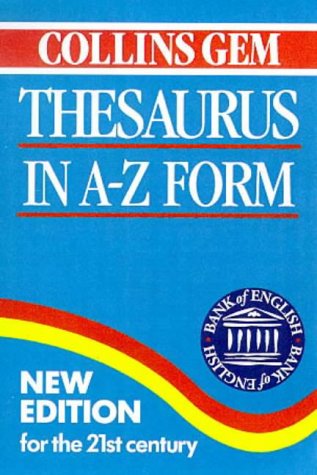 COLLINS GEM
THESAURUS
IN A-Z FORM
BANK of ENGLISH
BANK of ENGLISH
NEW
EDITION
for the 21st century